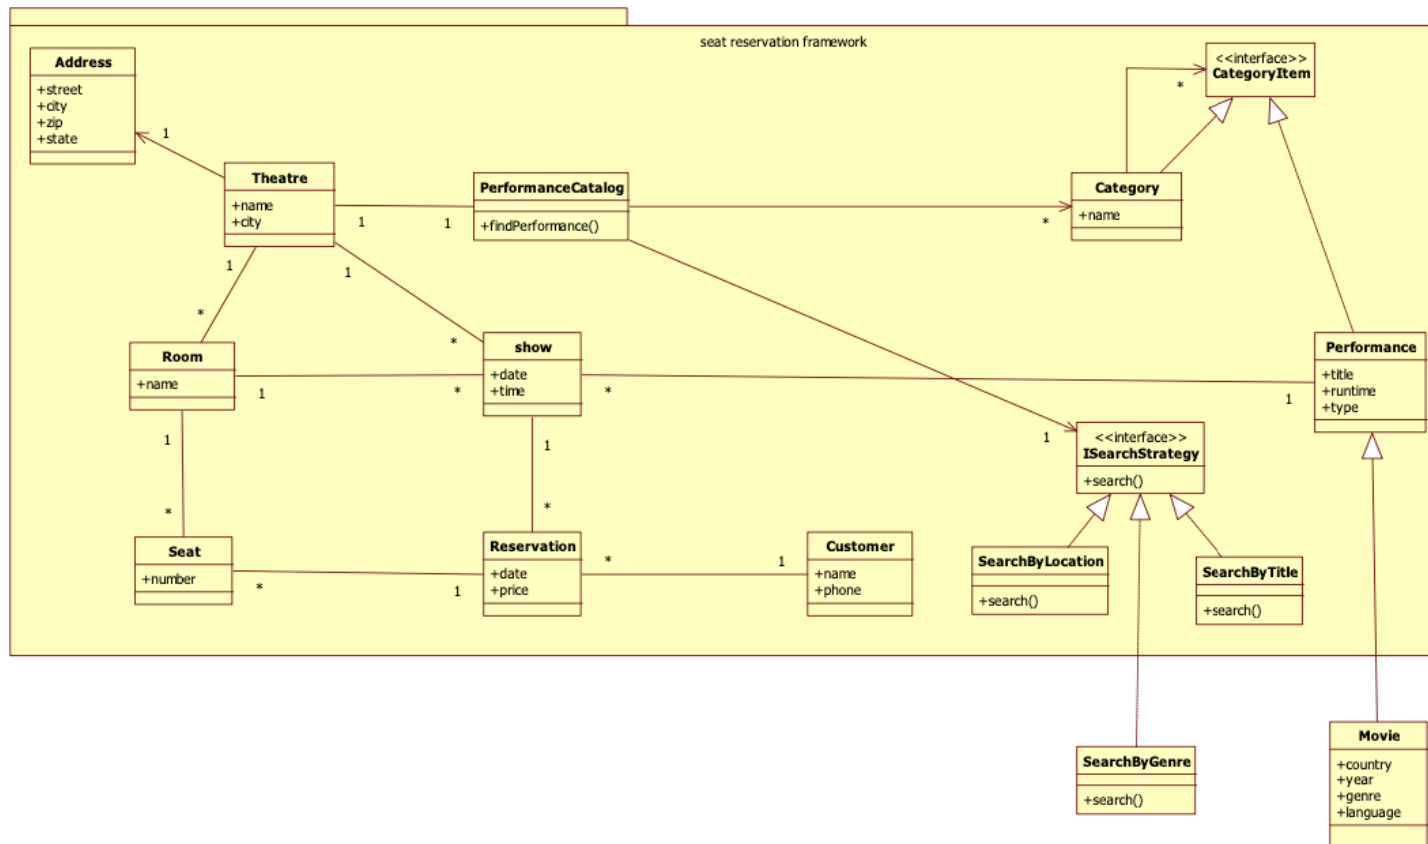 seat reservation framework
Address
+street
+city
+zip
+state
1
<<interface>>
CategoryItem
*
Theatre
+name
+city
1
1
PerformanceCatalog
+findPerformance()
*
Category
+name
1
*
1
*
Room
+name
1
*
show
+date
+time
*
1
Performance
+title
+runtime
+type
1
*
1
*
1
<<interface>>
ISearchStrategy
+search()
Seat
+number
*
1
Reservation
+date
+price
*
1
Customer
+name
+phone
SearchByLocation
+search()
SearchByTitle
+search()
SearchByGenre
+search()
Movie
+country
+year
+genre
+language